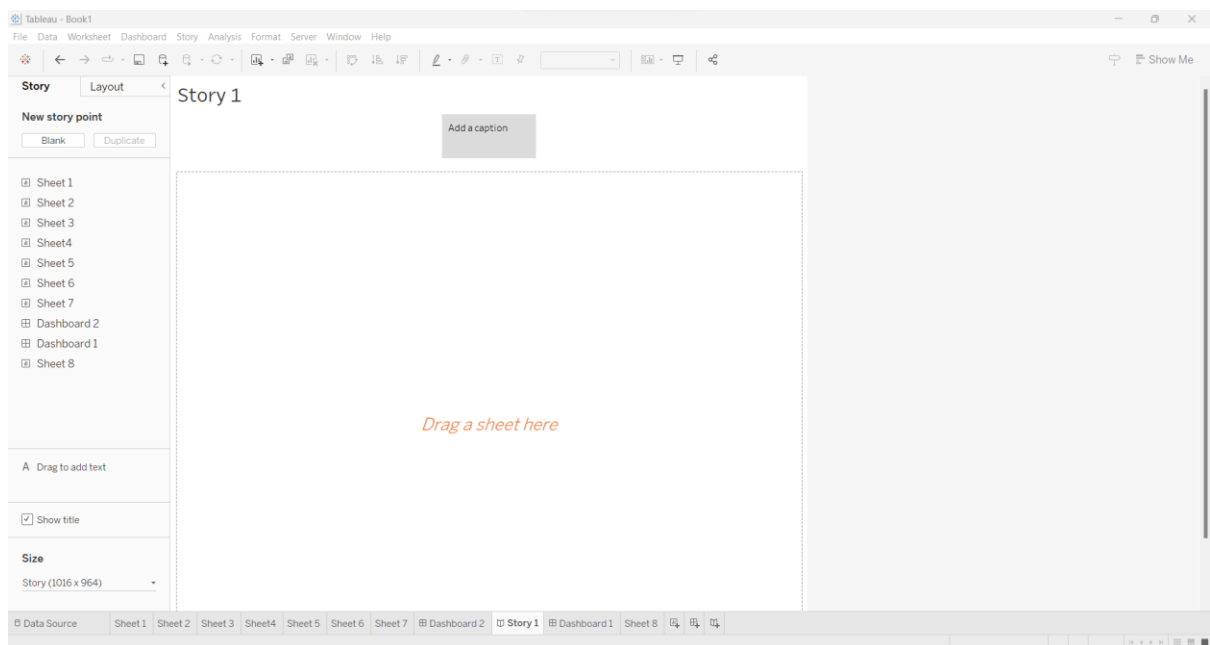 Tableau - Book1
File Data Worksheet Dashboard Story Analysis Format Server Window Help
Show Me
Story Layout
Story 1
New story point
Add a caption
Blank Duplicate
Sheet 1
Sheet 2
Sheet 3
Sheet4
Sheet 5
Sheet 6
Sheet 7
Dashboard 2
Dashboard 1
Sheet 8
Drag a sheet here
A Drag to add text
Show title
Size
Story (1016 x 964)
Data Source Sheet 1 Sheet 2 Sheet 3 Sheet4 Sheet 5 Sheet 6 Sheet 7 Dashboard 2 Story 1 Dashboard 1 Sheet 8